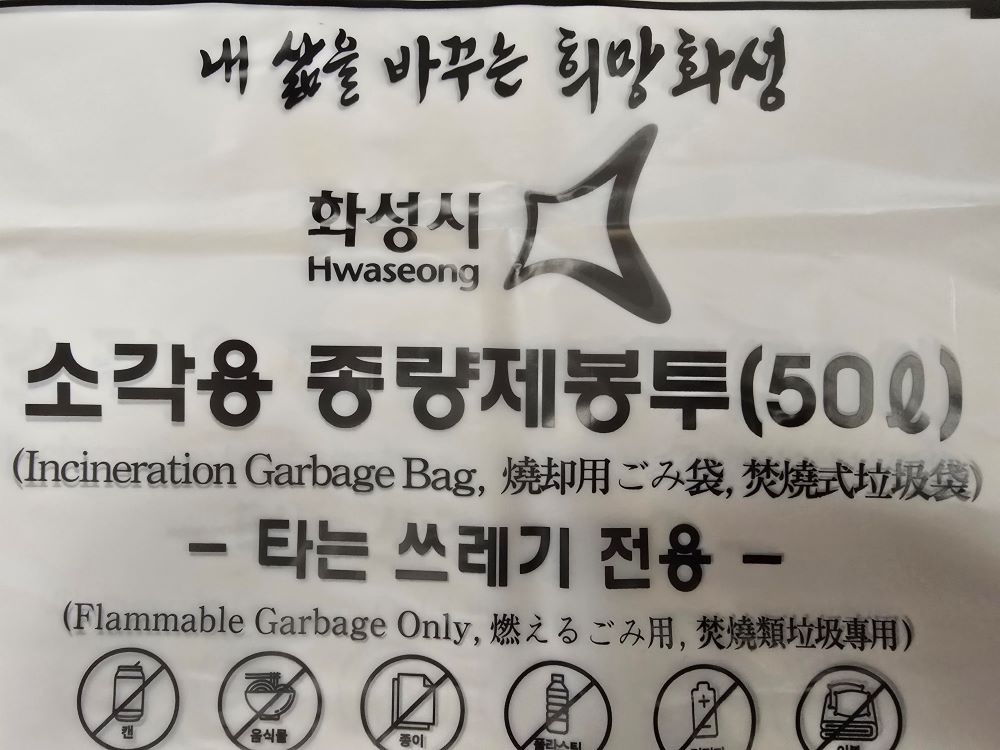 내 삶을 바꾸는 희망 화성
화성시
Hwaseong
소각용 종량제봉투(50ℓ)
(Incineration Garbage Bag, 燒却用ごみ袋, 焚燒式垃圾袋)
- 타는 쓰레기 전용 -
(Flammable Garbage Only, 燃えるごみ用, 焚燒類垃圾專用)
캔 음식물 종이 플라스틱